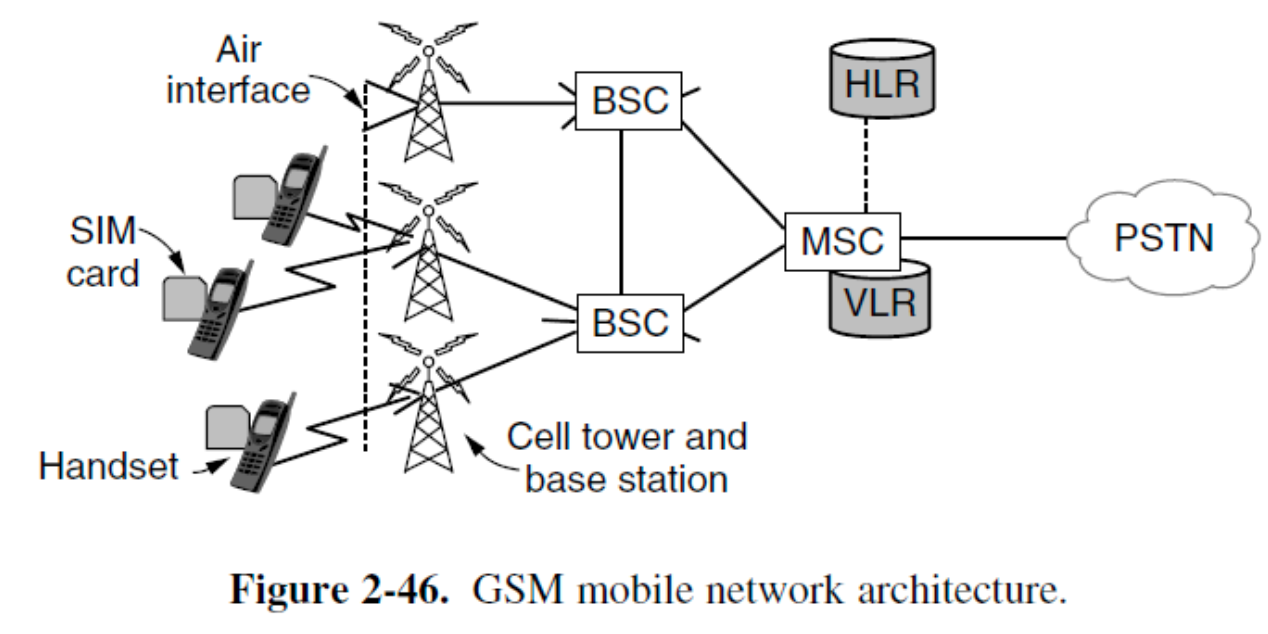 Air
interface
BSC
HLR
SIM
card
MSC
PSTN
VLR
BSC
Handset
Cell tower and
base station
Figure 2-46. GSM mobile network architecture.